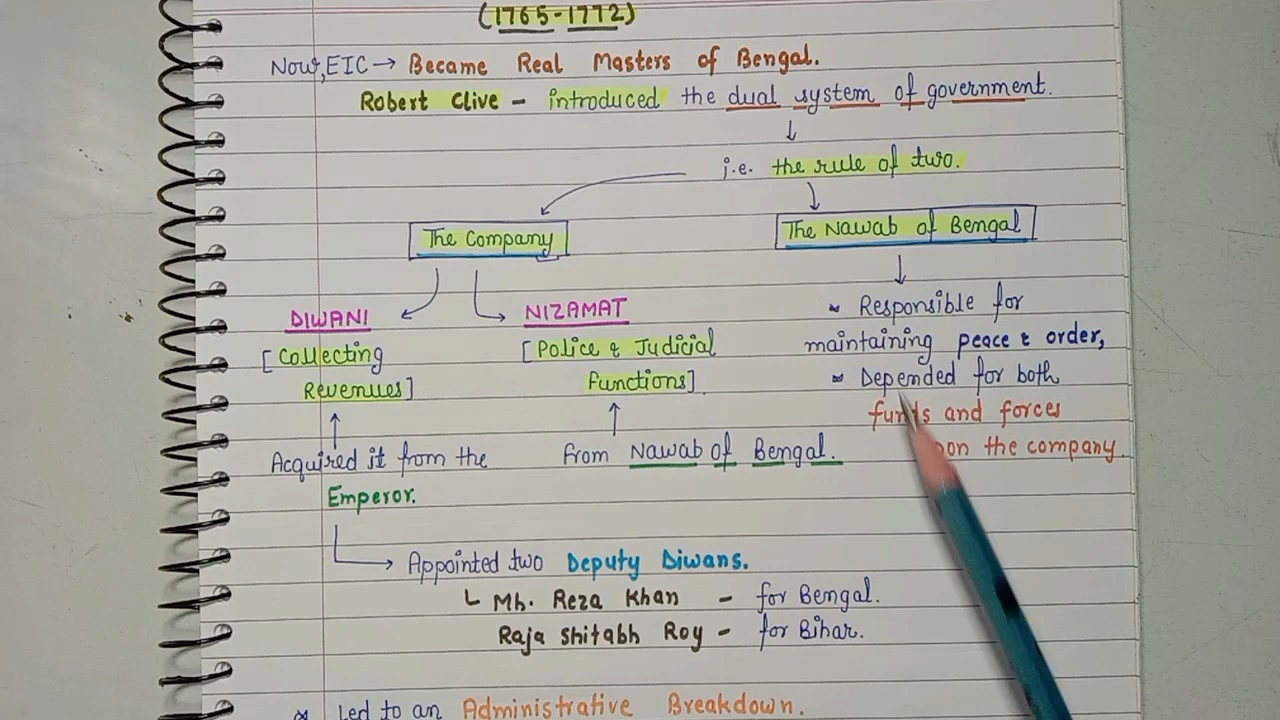 (1765-1772)
Now, EIC → Became Real Masters of Bengal.
Robert Clive - introduced the dual system of government.
i.e. the rule of two.
The Company
The Nawab of Bengal
DIWANI
[Collecting
Revenues]
NIZAMAT
[Police & Judicial
Functions]
Responsible for
maintaining peace & order,
Depended for both
funds and forces
the company.
Acquired it from the
Emperor.
from Nawab of Bengal.
Appointed two Deputy Diwans.
Mh. Reza Khan - for Bengal.
Raja Shitabh Roy - for Bihar.
Led to an Administrative Breakdown.